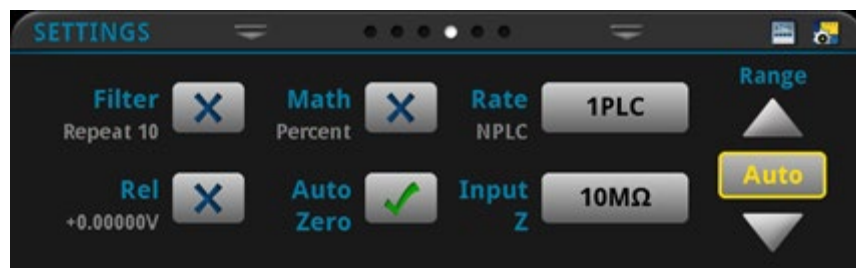 SETTINGS
Range
Filter
Repeat 10
Math
Percent
Rate
NPLC
1PLC
Auto
Rel
+0.00000V
Auto
Zero
Input
Z
10MΩ